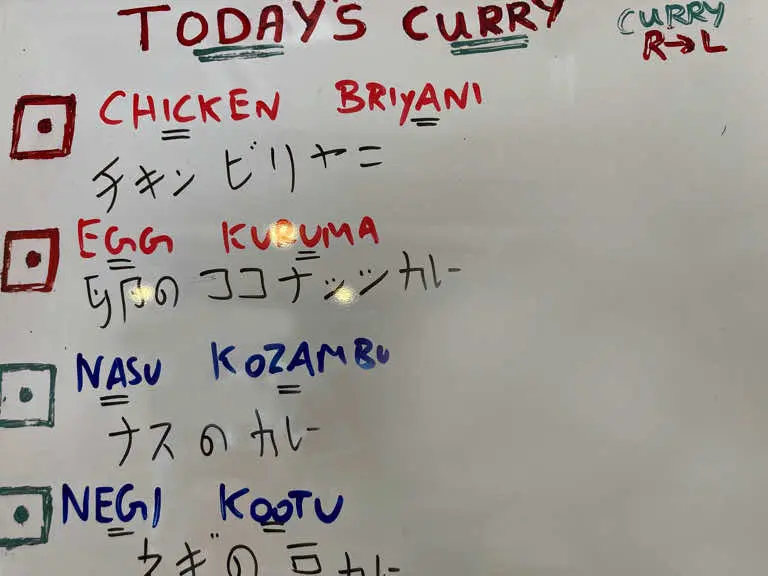 TODAY'S CURRY
CURRY
R→L
CHICKEN BRIYANI
チキン ビリヤニ
EGG KURUMA
卵の ココナッツカレー
NASU KOZAMBU
ナスのカレー
NEGI KOOTU
ネギの豆カレー